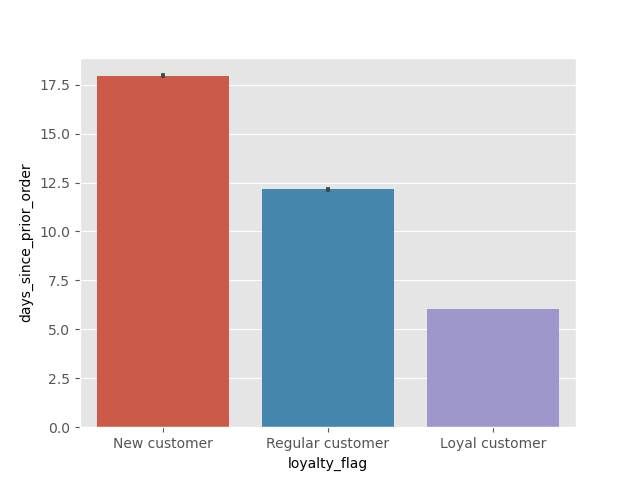 17.5
15.0
12.5
10.0
7.5
5.0
2.5
0.0
days_since_prior_order
New customer
Regular customer
Loyal customer
loyalty_flag